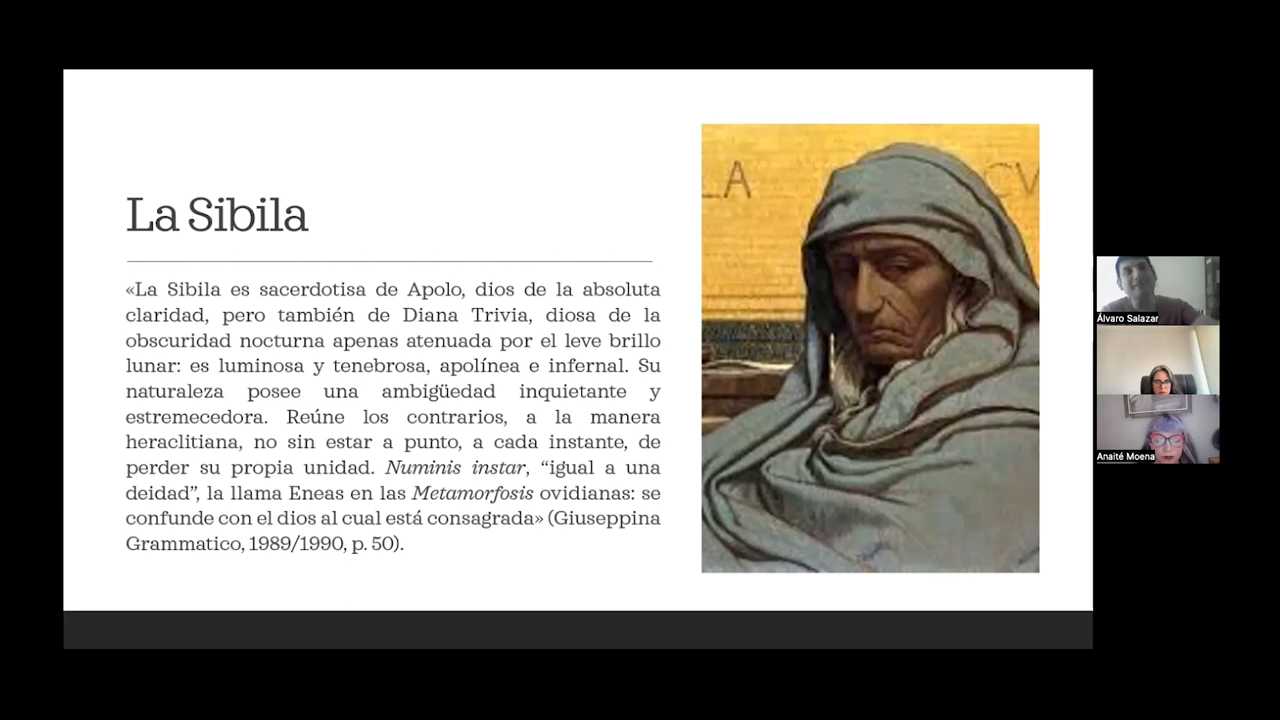 La Sibila
«La Sibila es sacerdotisa de Apolo, dios de la absoluta
claridad, pero también de Diana Trivia, diosa de la
obscuridad nocturna apenas atenuada por el leve brillo
lunar: es luminosa y tenebrosa, apolínea e infernal. Su
naturaleza posee una ambigüedad inquietante y
estremecedora. Reúne los contrarios, a la manera
heraclitiana, no sin estar a punto, a cada instante, de
perder su propia unidad. Numinis instar, “igual a una
deidad”, la llama Eneas en las Metamorfosis ovidianas: se
confunde con el dios al cual está consagrada» (Giuseppina
Grammatico, 1989/1990, p. 50).
LA CV
Álvaro Salazar
Anaité Moena